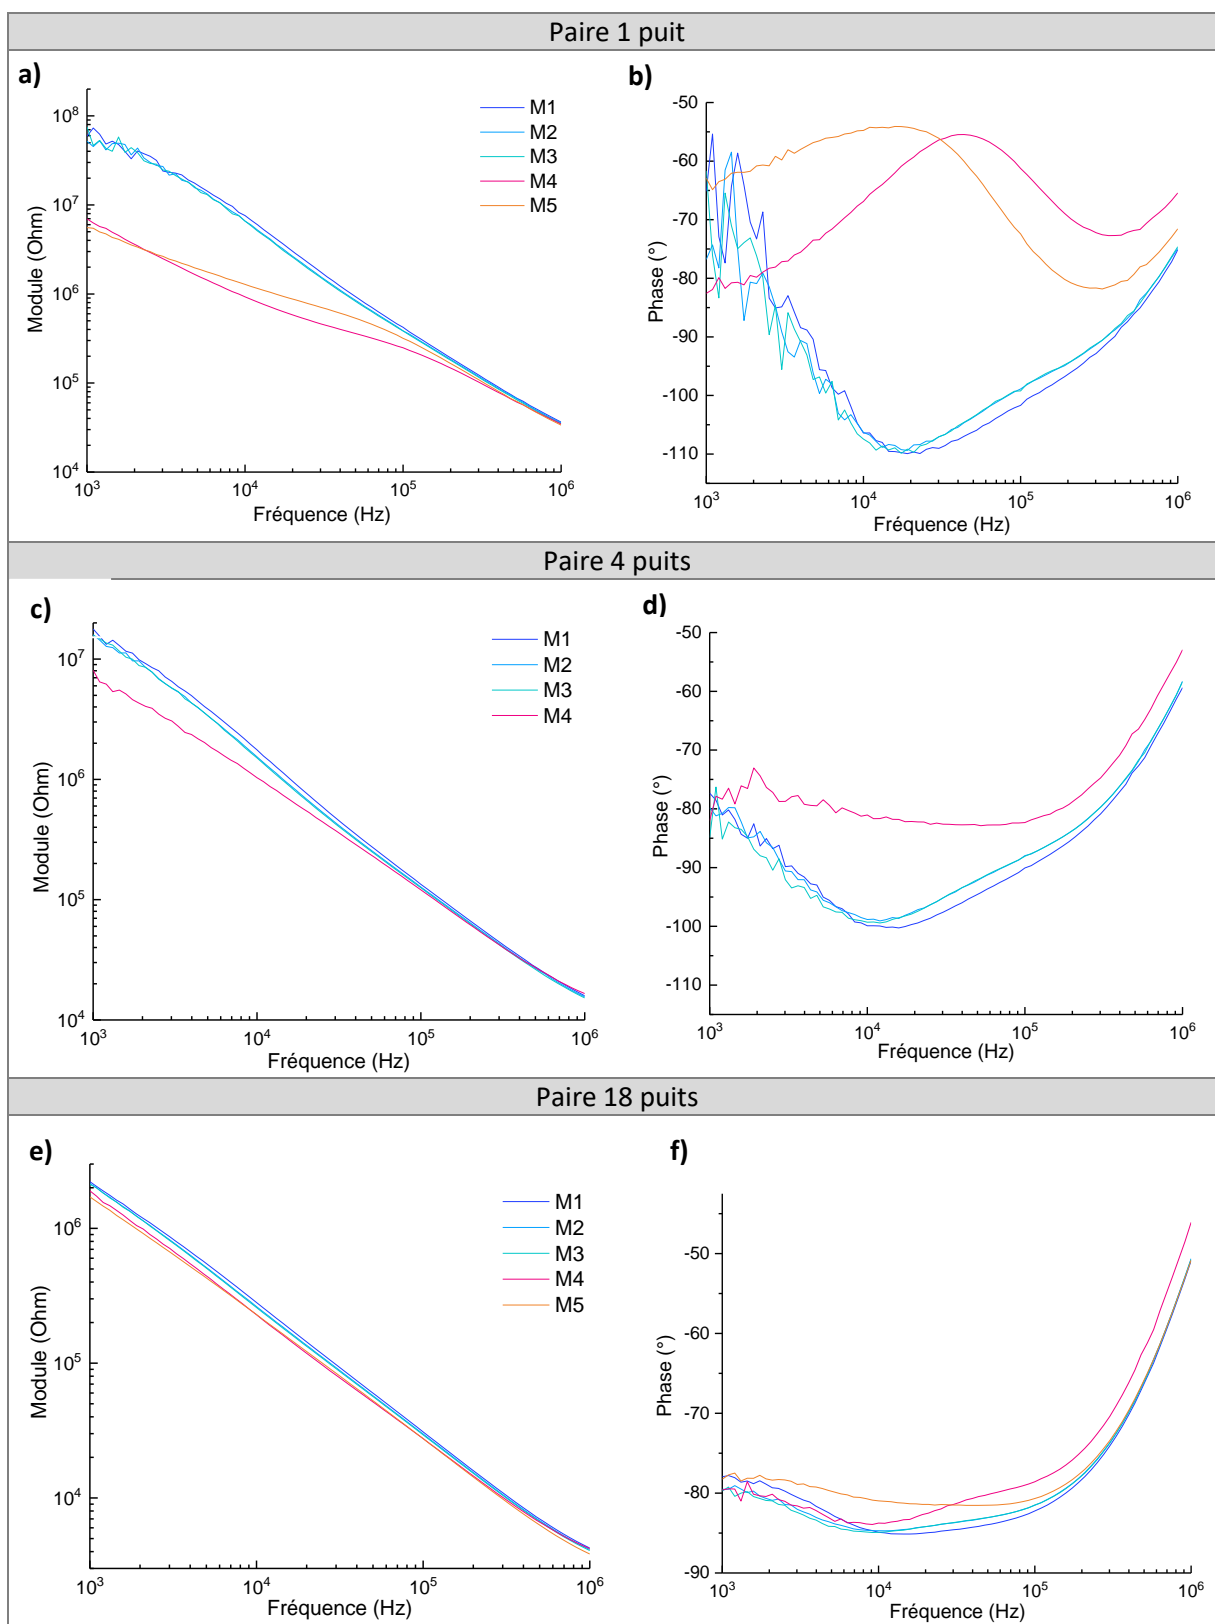 Paire 1 puit
a)
10⁸
10⁷
10⁶
10⁵
10⁴
Module (Ohm)
10³ 10⁴ 10⁵ 10⁶
Fréquence (Hz)
M1
M2
M3
M4
M5
b)
-50
-60
-70
-80
-90
-100
-110
Phase (°)
10³ 10⁴ 10⁵ 10⁶
Fréquence (Hz)
Paire 4 puits
c)
10⁷
10⁶
10⁵
10⁴
Module (Ohm)
10³ 10⁴ 10⁵ 10⁶
Fréquence (Hz)
M1
M2
M3
M4
d)
-50
-60
-70
-80
-90
-100
-110
Phase (°)
10³ 10⁴ 10⁵ 10⁶
Fréquence (Hz)
Paire 18 puits
e)
10⁶
10⁵
10⁴
Module (Ohm)
10³ 10⁴ 10⁵ 10⁶
Fréquence (Hz)
M1
M2
M3
M4
M5
f)
-50
-60
-70
-80
-90
Phase (°)
10³ 10⁴ 10⁵ 10⁶
Fréquence (Hz)